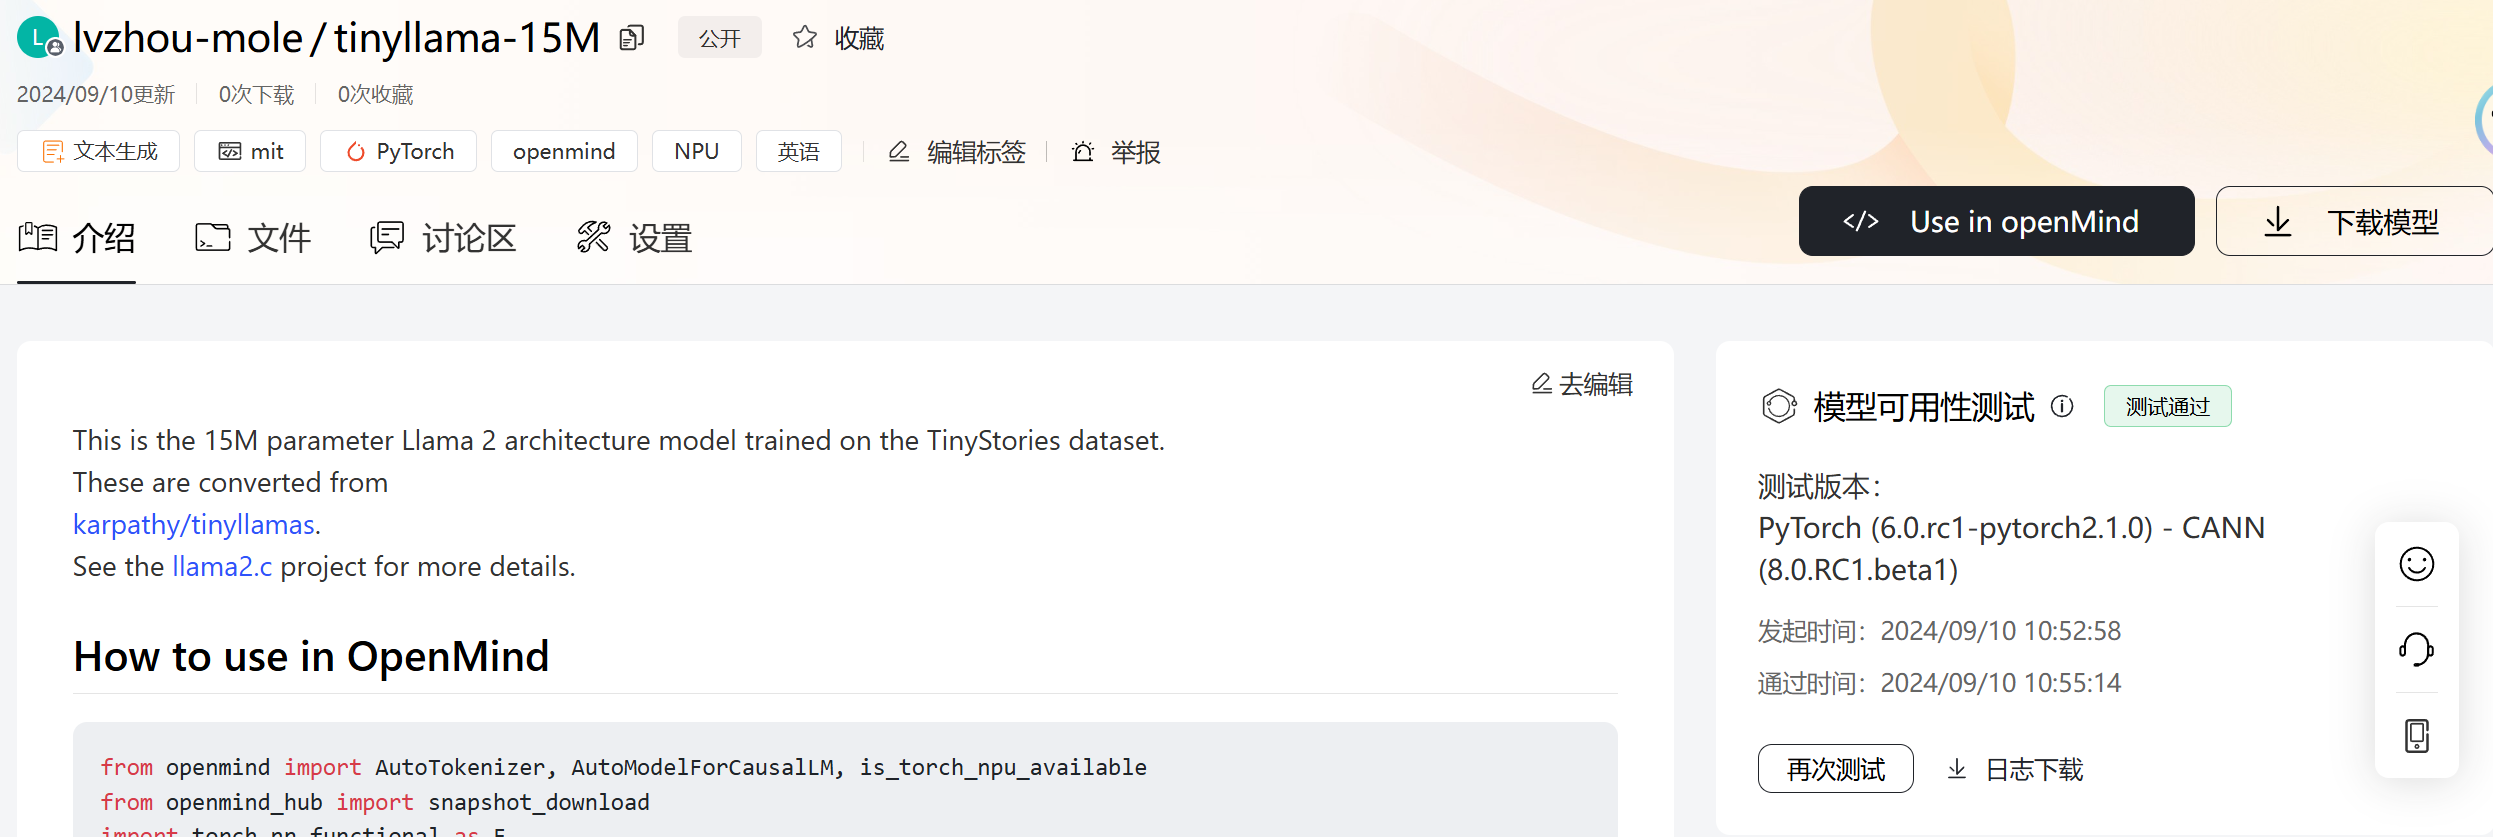 L lvzhou-mole / tinyllama-15M 公开 收藏
2024/09/10更新 0次下载 0次收藏
文本生成 mit PyTorch openmind NPU 英语 编辑标签 举报
介绍 文件 讨论区 设置 </> Use in openMind 下载模型
去编辑
This is the 15M parameter Llama 2 architecture model trained on the TinyStories dataset.
These are converted from
karpathy/tinyllamas.
See the llama2.c project for more details.
How to use in OpenMind
from openmind import AutoTokenizer, AutoModelForCausalLM, is_torch_npu_available
from openmind_hub import snapshot_download
import torch.nn.functional as F
模型可用性测试 测试通过
测试版本：
PyTorch (6.0.rc1-pytorch2.1.0) - CANN
(8.0.RC1.beta1)
发起时间：2024/09/10 10:52:58
通过时间：2024/09/10 10:55:14
再次测试 日志下载